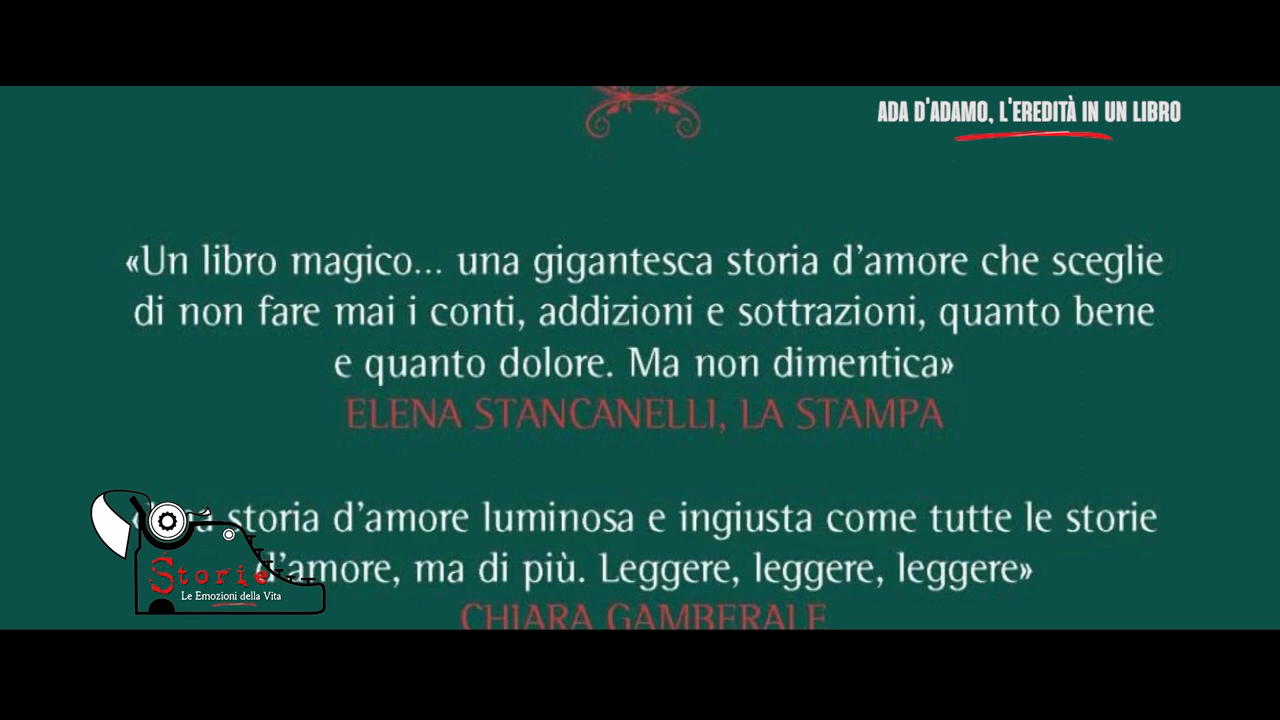 ADA D'ADAMO, L'EREDITÀ IN UN LIBRO
«Un libro magico... una gigantesca storia d'amore che sceglie
di non fare mai i conti, addizioni e sottrazioni, quanto bene
e quanto dolore. Ma non dimentica»
ELENA STANCANELLI, LA STAMPA
storia d'amore luminosa e ingiusta come tutte le storie
d'amore, ma di più. Leggere, leggere, leggere»
CHIARA GAMBERALE
Storie
Le Emozioni della Vita